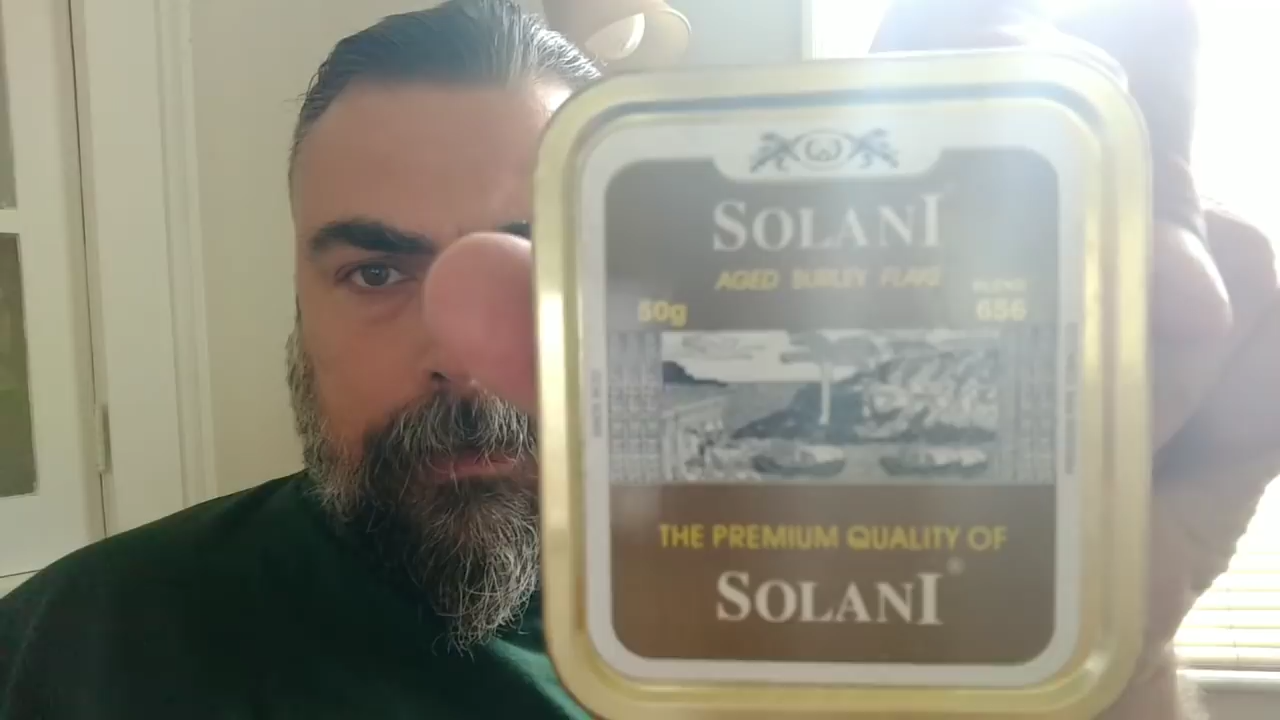 SOLANI
AGED BURLEY FLAKE
BLEND
50g
656
THE PREMIUM QUALITY OF
SOLANI®